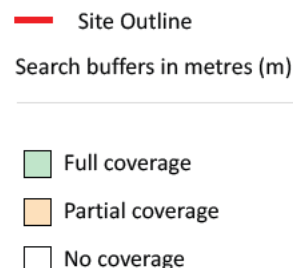 Site Outline
Search buffers in metres (m)
Full coverage
Partial coverage
No coverage